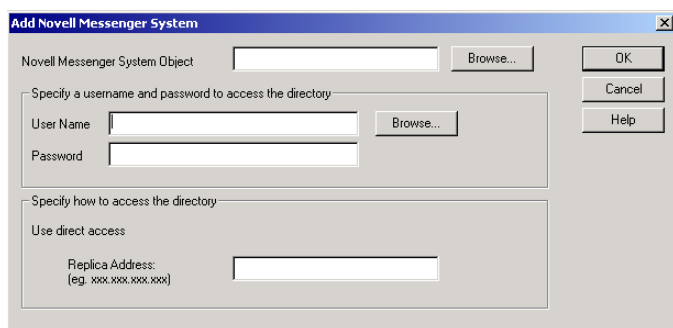 Add Novell Messenger System
Novell Messenger System Object
Browse...
OK
Specify a username and password to access the directory
Cancel
User Name
Browse...
Help
Password
Specify how to access the directory
Use direct access
Replica Address:
(eg. xxx.xxx.xxx.xxx)